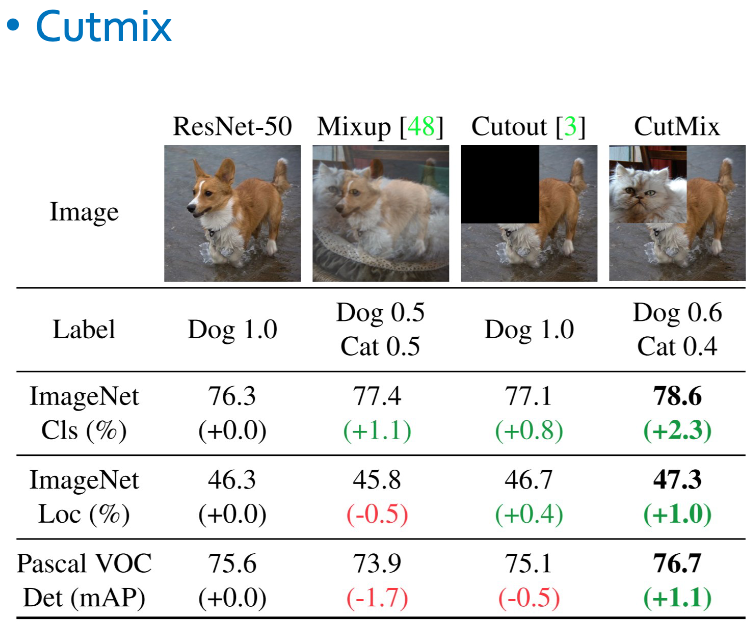 • Cutmix
ResNet-50 Mixup [48] Cutout [3] CutMix
Image
Label Dog 1.0 Dog 0.5 Cat 0.5 Dog 1.0 Dog 0.6 Cat 0.4
ImageNet 76.3 77.4 77.1 78.6
Cls (%) (+0.0) (+1.1) (+0.8) (+2.3)
ImageNet 46.3 45.8 46.7 47.3
Loc (%) (+0.0) (-0.5) (+0.4) (+1.0)
Pascal VOC 75.6 73.9 75.1 76.7
Det (mAP) (+0.0) (-1.7) (-0.5) (+1.1)